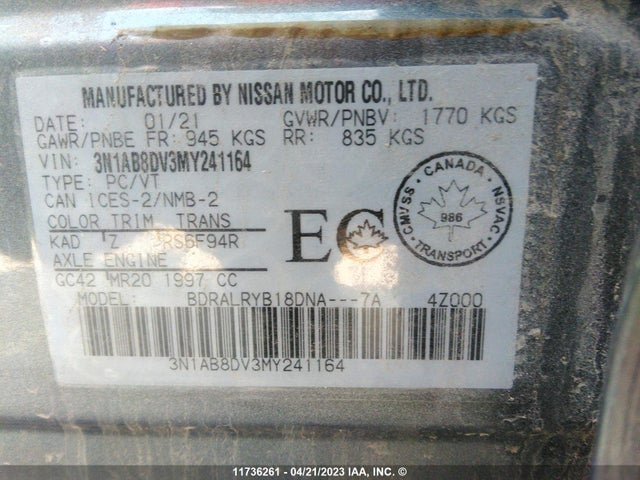 MANUFACTURED BY NISSAN MOTOR CO., LTD.
DATE: 01/21 GVWR/PNBV: 1770 KGS
GAWR/PNBE FR: 945 KGS RR: 835 KGS
VIN: 3N1AB8DV3MY241164
TYPE: PC/VT
CAN ICES-2/NMB-2
COLOR TRIM TRANS
KAD Z RS6F94R
AXLE ENGINE
GC42 MR20 1997 CC
MODEL: BDRALRYB18DNA---7A 4Z000
3N1AB8DV3MY241164
EC
CANADA
CMVSS NSVAC
986
TRANSPORT
11736261 - 04/21/2023 IAA, Inc. ©